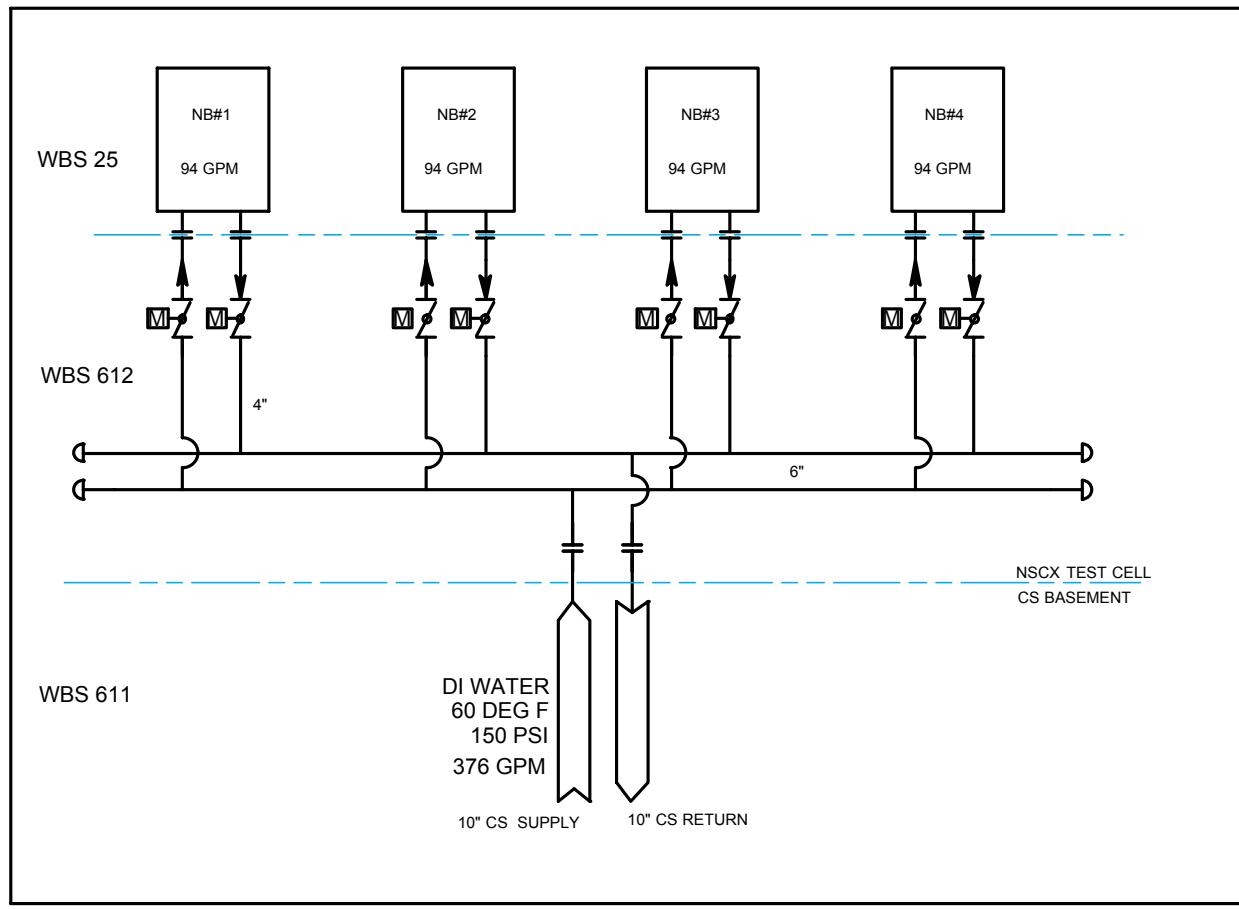 NB#1
NB#2
NB#3
NB#4
WBS 25
94 GPM
94 GPM
94 GPM
94 GPM
M
M
M
M
M
M
M
M
WBS 612
4"
6"
NSCX TEST CELL
CS BASEMENT
WBS 611
DI WATER
60 DEG F
150 PSI
376 GPM
10" CS SUPPLY
10" CS RETURN